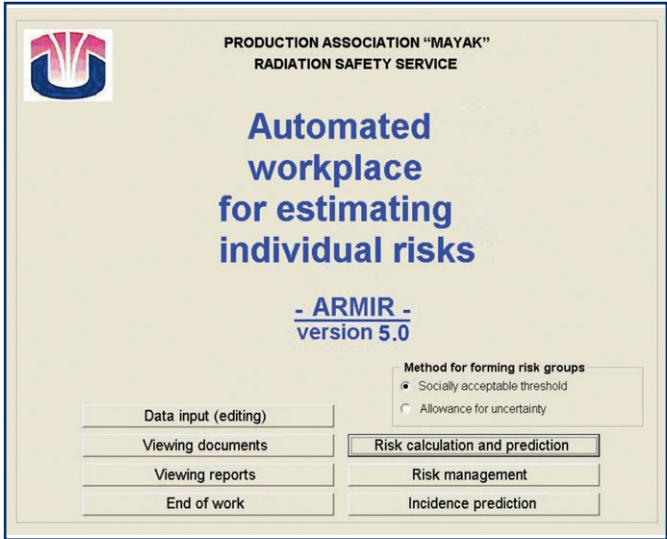 PRODUCTION ASSOCIATION “MAYAK”
RADIATION SAFETY SERVICE
Automated
workplace
for estimating
individual risks
- ARMIR -
version 5.0
Method for forming risk groups
Socially acceptable threshold
Allowance for uncertainty
Data input (editing)
Viewing documents
Risk calculation and prediction
Viewing reports
Risk management
End of work
Incidence prediction